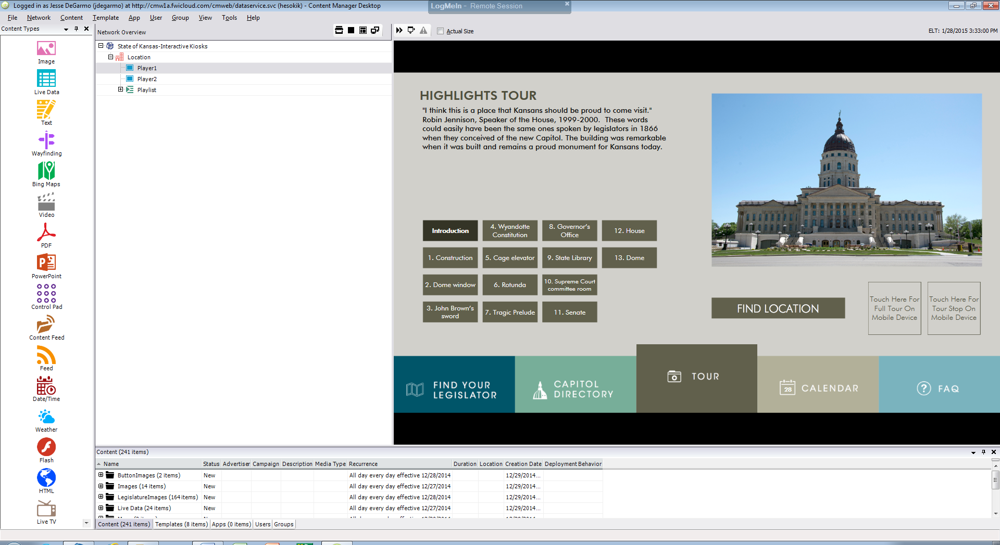 Logged in as Jesse DeGarmo (jdegarmo) at http://cmw1a.fwicloud.com/cmweb/dataservice.svc (hesokik) - Content Manager Desktop
LogMeIn - Remote Session
File Network Content Template App User Group View Tools Help
Content Types
Image
Live Data
Text
Wayfinding
Bing Maps
Video
PDF
PowerPoint
Control Pad
Content Feed
Feed
Date/Time
Weather
Flash
HTML
Live TV
Network Overview
State of Kansas-Interactive Kiosks
Location
Player1
Player2
Playlist
Actual Size
ELT: 1/28/2015 3:33:00 PM
HIGHLIGHTS TOUR
"I think this is a place that Kansans should be proud to come visit."
Robin Jennison, Speaker of the House, 1999-2000. These words
could easily have been the same ones spoken by legislators in 1866
when they conceived of the new Capitol. The building was remarkable
when it was built and remains a proud monument for Kansans today.
Introduction
4. Wyandotte
Constitution
8. Governor's
Office
12. House
1. Construction
5. Cage elevator
9. State Library
13. Dome
2. Dome window
6. Rotunda
10. Supreme Court
committee room
3. John Brown's
sword
7. Tragic Prelude
11. Senate
FIND LOCATION
Touch Here For
Full Tour On
Mobile Device
Touch Here For
Tour Stop On
Mobile Device
FIND YOUR
LEGISLATOR
CAPITOL
DIRECTORY
TOUR
28
CALENDAR
? FAQ
Content (241 items)
Name Status Advertiser Campaign Description Media Type Recurrence Duration Location Creation Date Deployment Behavior
ButtonImages (2 items) New All day every day effective 12/28/2014 12/29/2014...
Images (14 items) New All day every day effective 12/27/2014 12/29/2014...
LegislatureImages (164 items) New All day every day effective 12/28/2014 12/29/2014...
Live Data (24 items) New All day every day effective 12/27/2014 12/29/2014...
Content (241 items) Templates (8 items) Apps (0 items) Users Groups